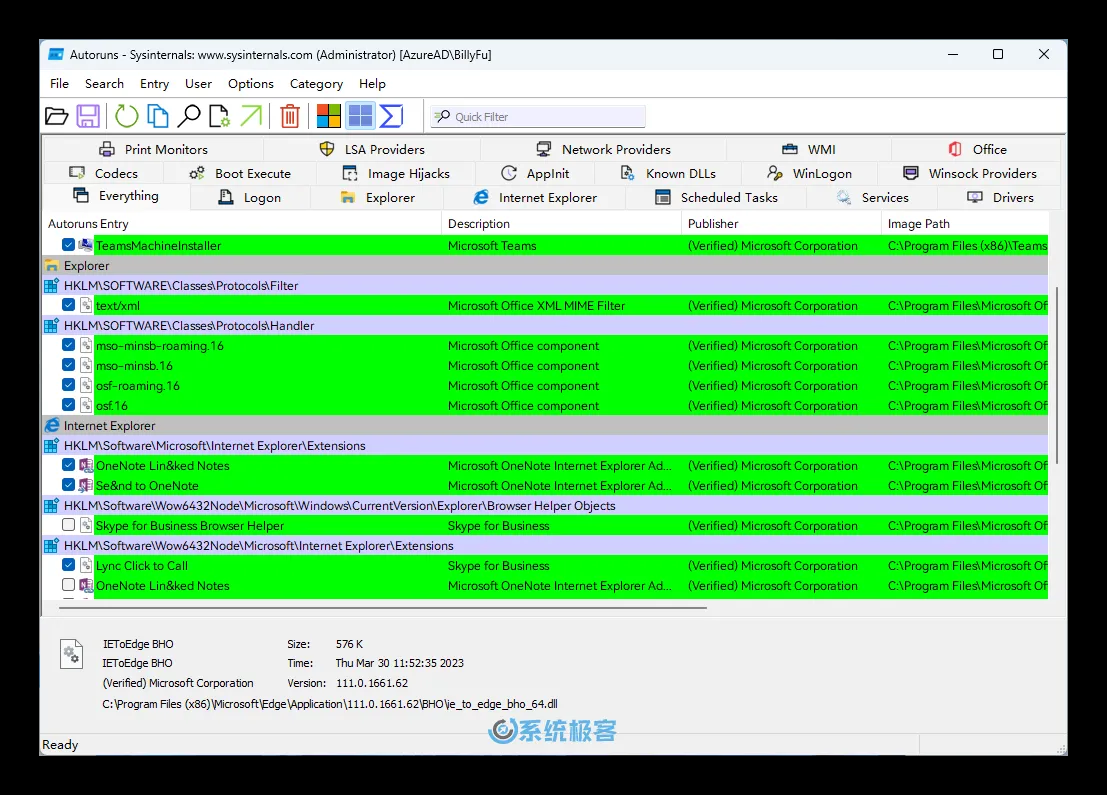 Autoruns - Sysinternals: www.sysinternals.com (Administrator) [AzureAD\BillyFu]
File Search Entry User Options Category Help
Quick Filter
Print Monitors LSA Providers Network Providers WMI Office
Codecs Boot Execute Image Hijacks AppInit Known DLLs WinLogon Winsock Providers
Everything Logon Explorer Internet Explorer Scheduled Tasks Services Drivers
Autoruns Entry Description Publisher Image Path
TeamsMachineInstaller Microsoft Teams (Verified) Microsoft Corporation C:\Program Files (x86)\Teams
Explorer
HKLM\SOFTWARE\Classes\Protocols\Filter
text/xml Microsoft Office XML MIME Filter (Verified) Microsoft Corporation C:\Program Files\Microsoft Of
HKLM\SOFTWARE\Classes\Protocols\Handler
mso-minsb-roaming.16 Microsoft Office component (Verified) Microsoft Corporation C:\Program Files\Microsoft Of
mso-minsb.16 Microsoft Office component (Verified) Microsoft Corporation C:\Program Files\Microsoft Of
osf-roaming.16 Microsoft Office component (Verified) Microsoft Corporation C:\Program Files\Microsoft Of
osf.16 Microsoft Office component (Verified) Microsoft Corporation C:\Program Files\Microsoft Of
Internet Explorer
HKLM\Software\Microsoft\Internet Explorer\Extensions
OneNote Lin&ked Notes Microsoft OneNote Internet Explorer Ad... (Verified) Microsoft Corporation C:\Program Files\Microsoft Of
Se&nd to OneNote Microsoft OneNote Internet Explorer Ad... (Verified) Microsoft Corporation C:\Program Files\Microsoft Of
HKLM\Software\Wow6432Node\Microsoft\Windows\CurrentVersion\Explorer\Browser Helper Objects
Skype for Business Browser Helper Skype for Business (Verified) Microsoft Corporation C:\Program Files\Microsoft Of
HKLM\Software\Wow6432Node\Microsoft\Internet Explorer\Extensions
Lync Click to Call Skype for Business (Verified) Microsoft Corporation C:\Program Files\Microsoft Of
OneNote Lin&ked Notes Microsoft OneNote Internet Explorer Ad... (Verified) Microsoft Corporation C:\Program Files\Microsoft Of
IEToEdge BHO Size: 576 K
IEToEdge BHO Time: Thu Mar 30 11:52:35 2023
(Verified) Microsoft Corporation Version: 111.0.1661.62
C:\Program Files (x86)\Microsoft\Edge\Application\111.0.1661.62\BHO\ie_to_edge_bho_64.dll
系统极客
Ready